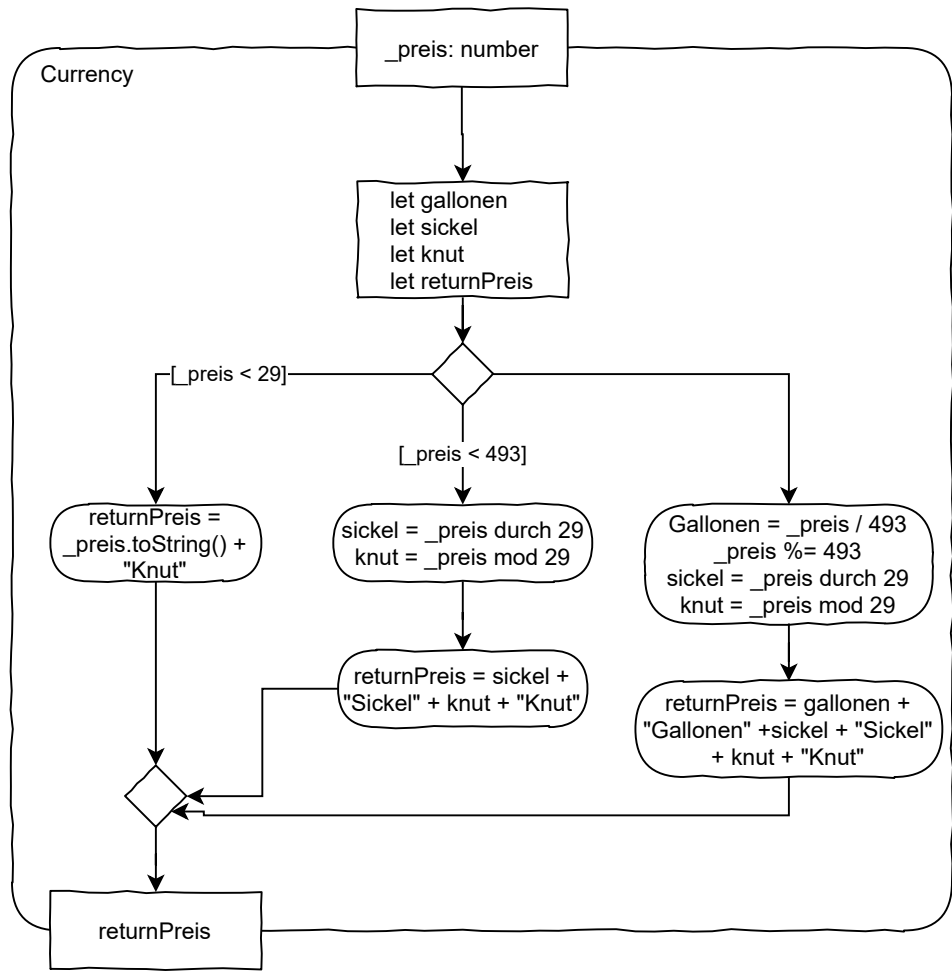 _preis: number
Currency
let gallonen
let sickel
let knut
let returnPreis
[_preis < 29]
[_preis < 493]
returnPreis =
_preis.toString() +
"Knut"
sickel = _preis durch 29
knut = _preis mod 29
Gallonen = _preis / 493
_preis %= 493
sickel = _preis durch 29
knut = _preis mod 29
returnPreis = sickel +
"Sickel" + knut + "Knut"
returnPreis = gallonen +
"Gallonen" +sickel + "Sickel"
+ knut + "Knut"
returnPreis